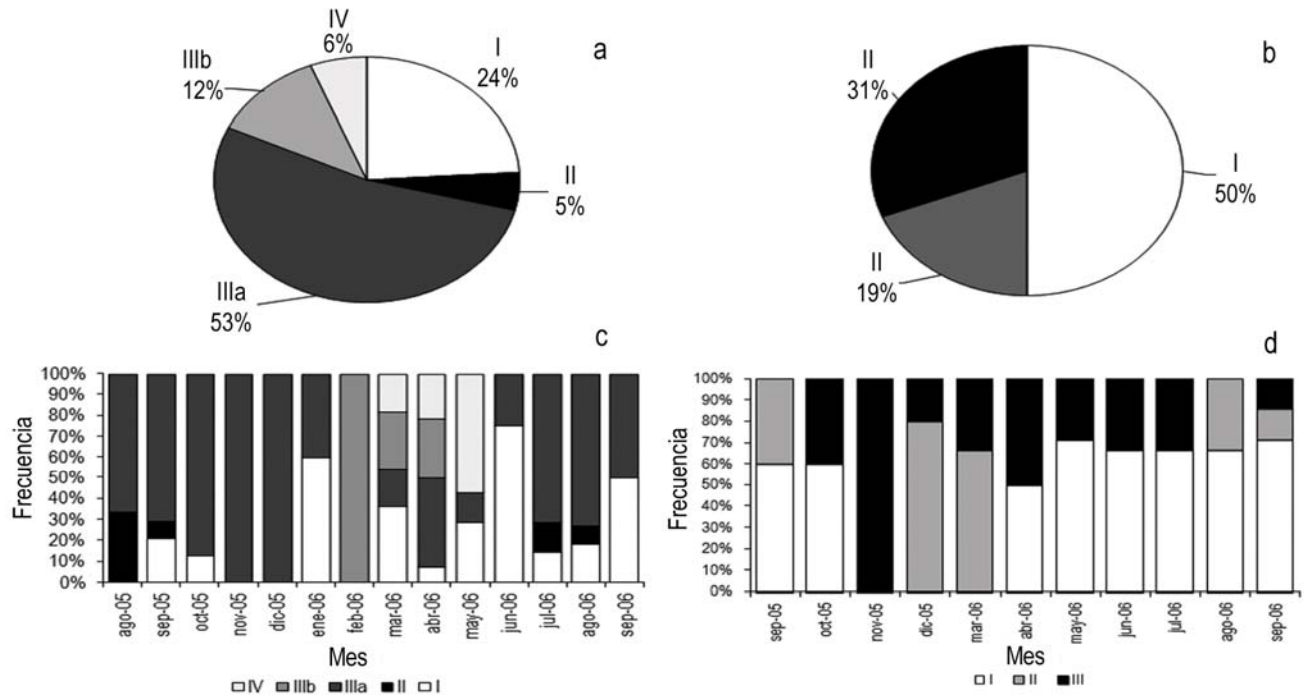 IV
6%
I
24%
a
IIIb
12%
II
5%
IIIa
53%
b
II
31%
I
50%
II
19%
c
Frecuencia
100%
90%
80%
70%
60%
50%
40%
30%
20%
10%
0%
ago-05
sep-05
oct-05
nov-05
dic-05
ene-06
feb-06
mar-06
abr-06
may-06
jun-06
jul-06
ago-06
sep-06
Mes
IV IIIb IIIa II I
d
Frecuencia
100%
90%
80%
70%
60%
50%
40%
30%
20%
10%
0%
sep-05
oct-05
nov-05
dic-05
mar-06
abr-06
may-06
jun-06
jul-06
ago-06
sep-06
Mes
I II III